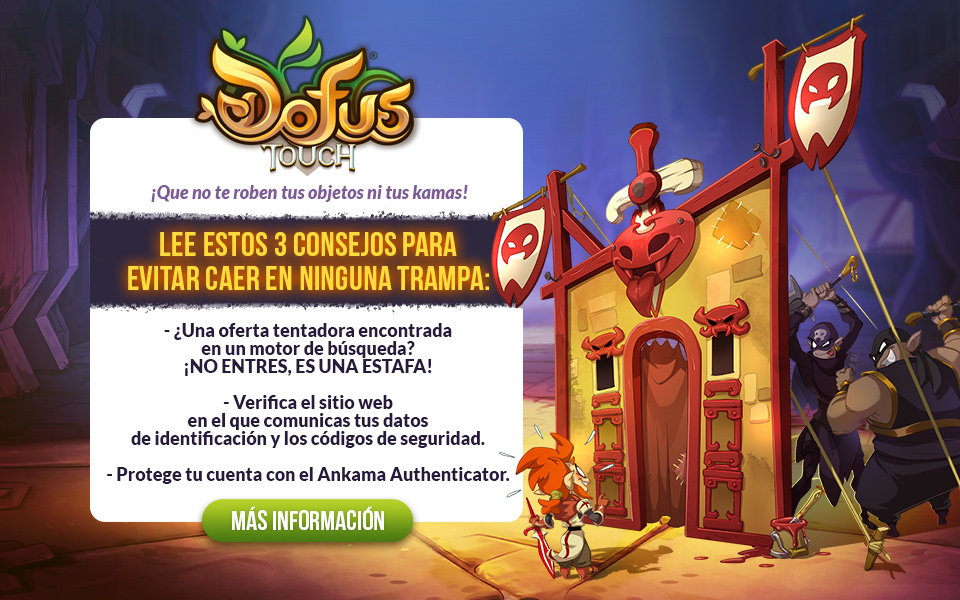 Dofus®
TOUCH
¡Que no te roben tus objetos ni tus kamas!
LEE ESTOS 3 CONSEJOS PARA
EVITAR CAER EN NINGUNA TRAMPA:
- ¿Una oferta tentadora encontrada
en un motor de búsqueda?
¡NO ENTRES, ES UNA ESTAFA!
- Verifica el sitio web
en el que comunicas tus datos
de identificación y los códigos de seguridad.
- Protege tu cuenta con el Ankama Authenticator.
MÁS INFORMACIÓN